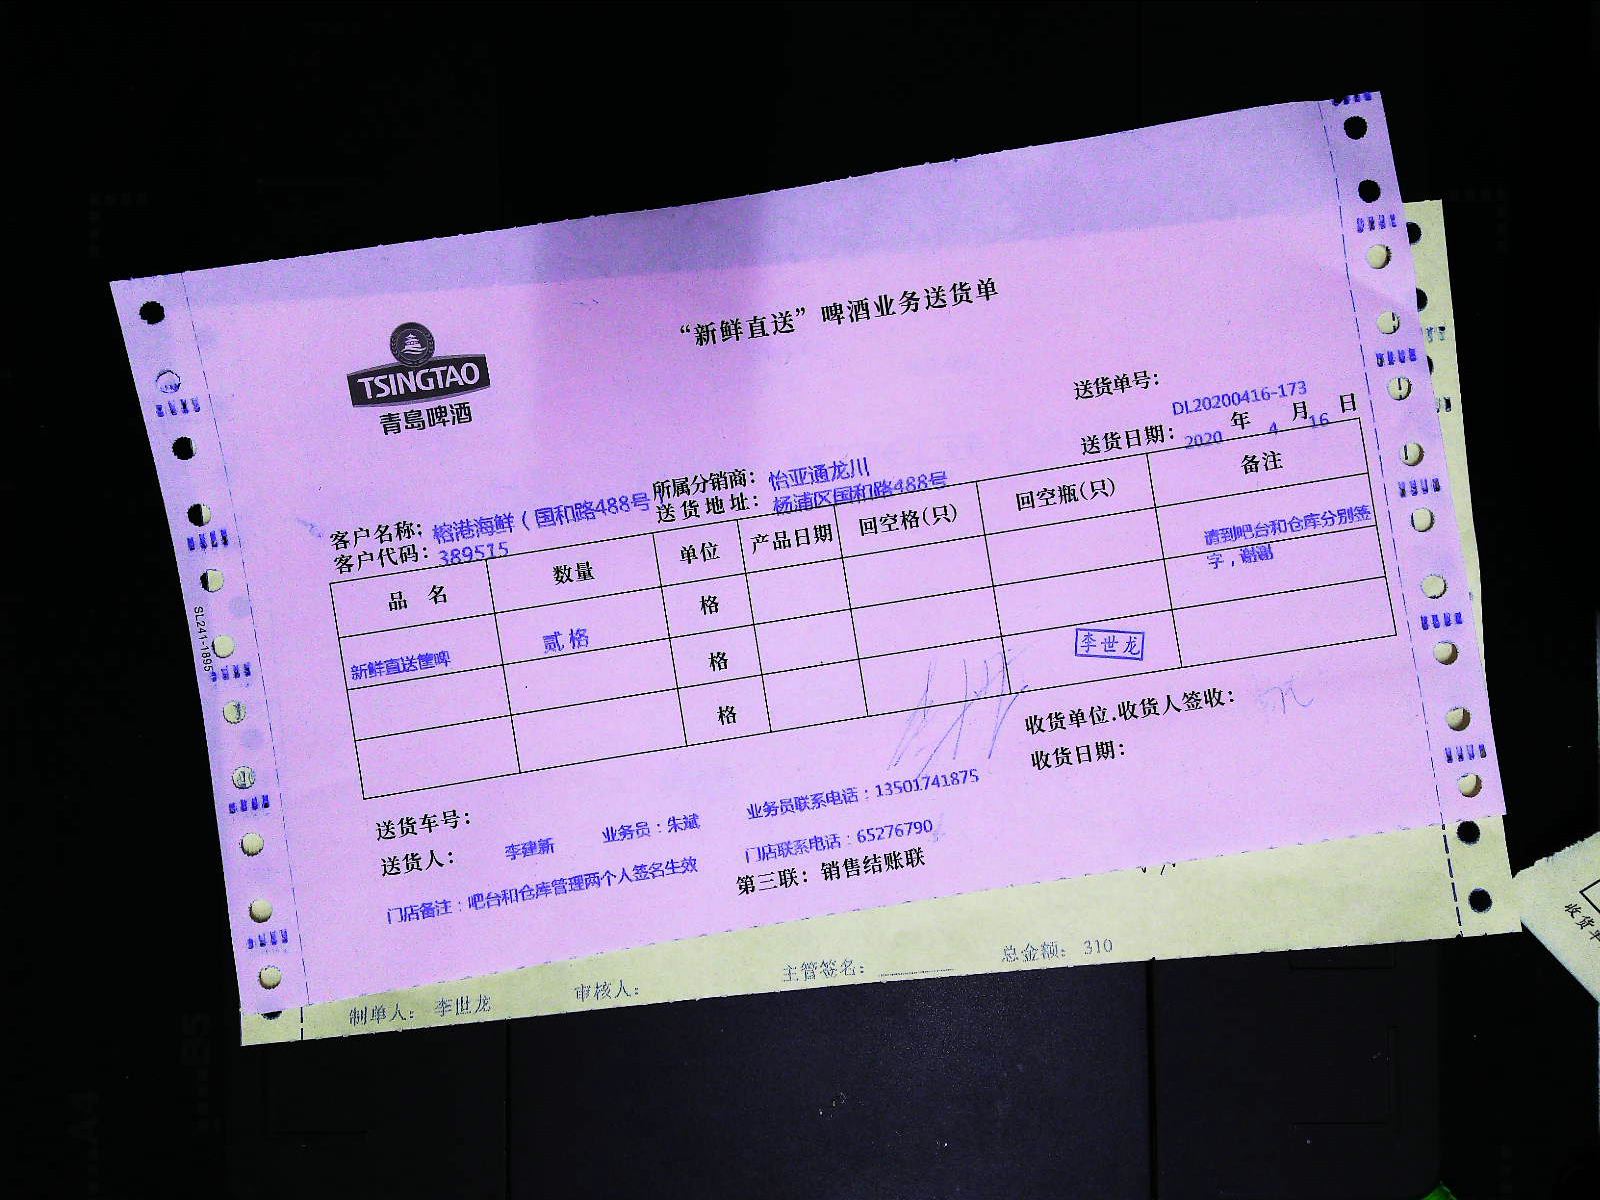 “新鲜直送”啤酒业务送货单
TSINGTAO
青岛啤酒
送货单号：
DL20200416-173
送货日期： 2020 年 4 月 16 日
所属分销商： 怡亚通龙川
客户名称： 榕港海鲜（国和路488号 送货地址： 杨浦区国和路488号
客户代码： 389515
品名 数量 单位 产品日期 回空格(只) 回空瓶(只) 备注
新鲜直送筐啤 贰格 格 请到吧台和仓库分别签
字，谢谢
格
格
李世龙
收货单位.收货人签收：
收货日期：
送货车号：
送货人： 李建新 业务员：朱斌 业务员联系电话：13501741875
门店联系电话：65276790
门店备注：吧台和仓库管理两个人签名生效
第三联：销售结账联
SL241-1895
制单人： 李世龙 审核人： 主管签名： 总金额： 310
收货单